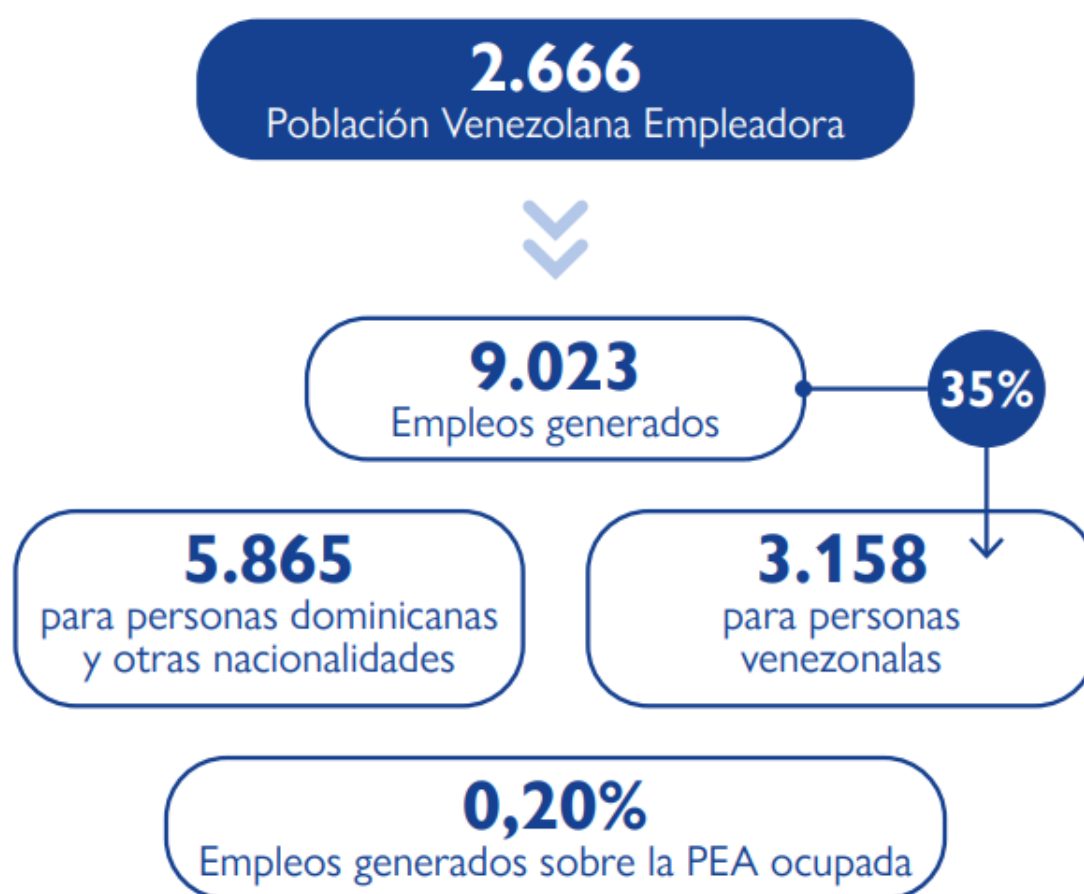 2.666
Población Venezolana Empleadora
9.023
Empleos generados
35%
5.865
para personas dominicanas
y otras nacionalidades
3.158
para personas
venezonalas
0,20%
Empleos generados sobre la PEA ocupada